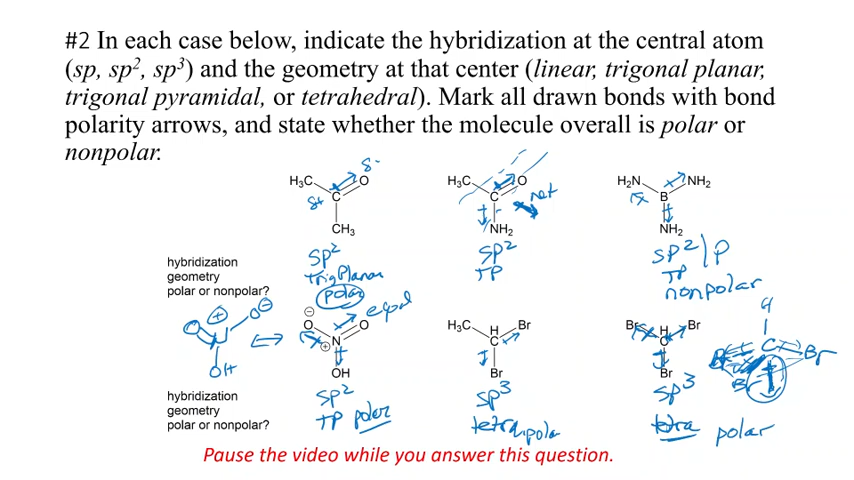 #2 In each case below, indicate the hybridization at the central atom
(sp, sp², sp³) and the geometry at that center (linear, trigonal planar,
trigonal pyramidal, or tetrahedral). Mark all drawn bonds with bond
polarity arrows, and state whether the molecule overall is polar or
nonpolar.
δ-
H₃C O H₃C O H₂N NH₂
C C net B
δ+
CH₃ NH₂ NH₂
hybridization sp² sp² sp²/p
geometry trig planar TP TP
polar or nonpolar? polar nonpolar
⊖ equal
⊕ O⊖ O O H₃C H Br Br H Br
N ⊕ C C C Br
OH OH Br Br Br
hybridization sp² sp³ sp³
geometry TP polar tetra, polar tetra polar
polar or nonpolar?
Pause the video while you answer this question.